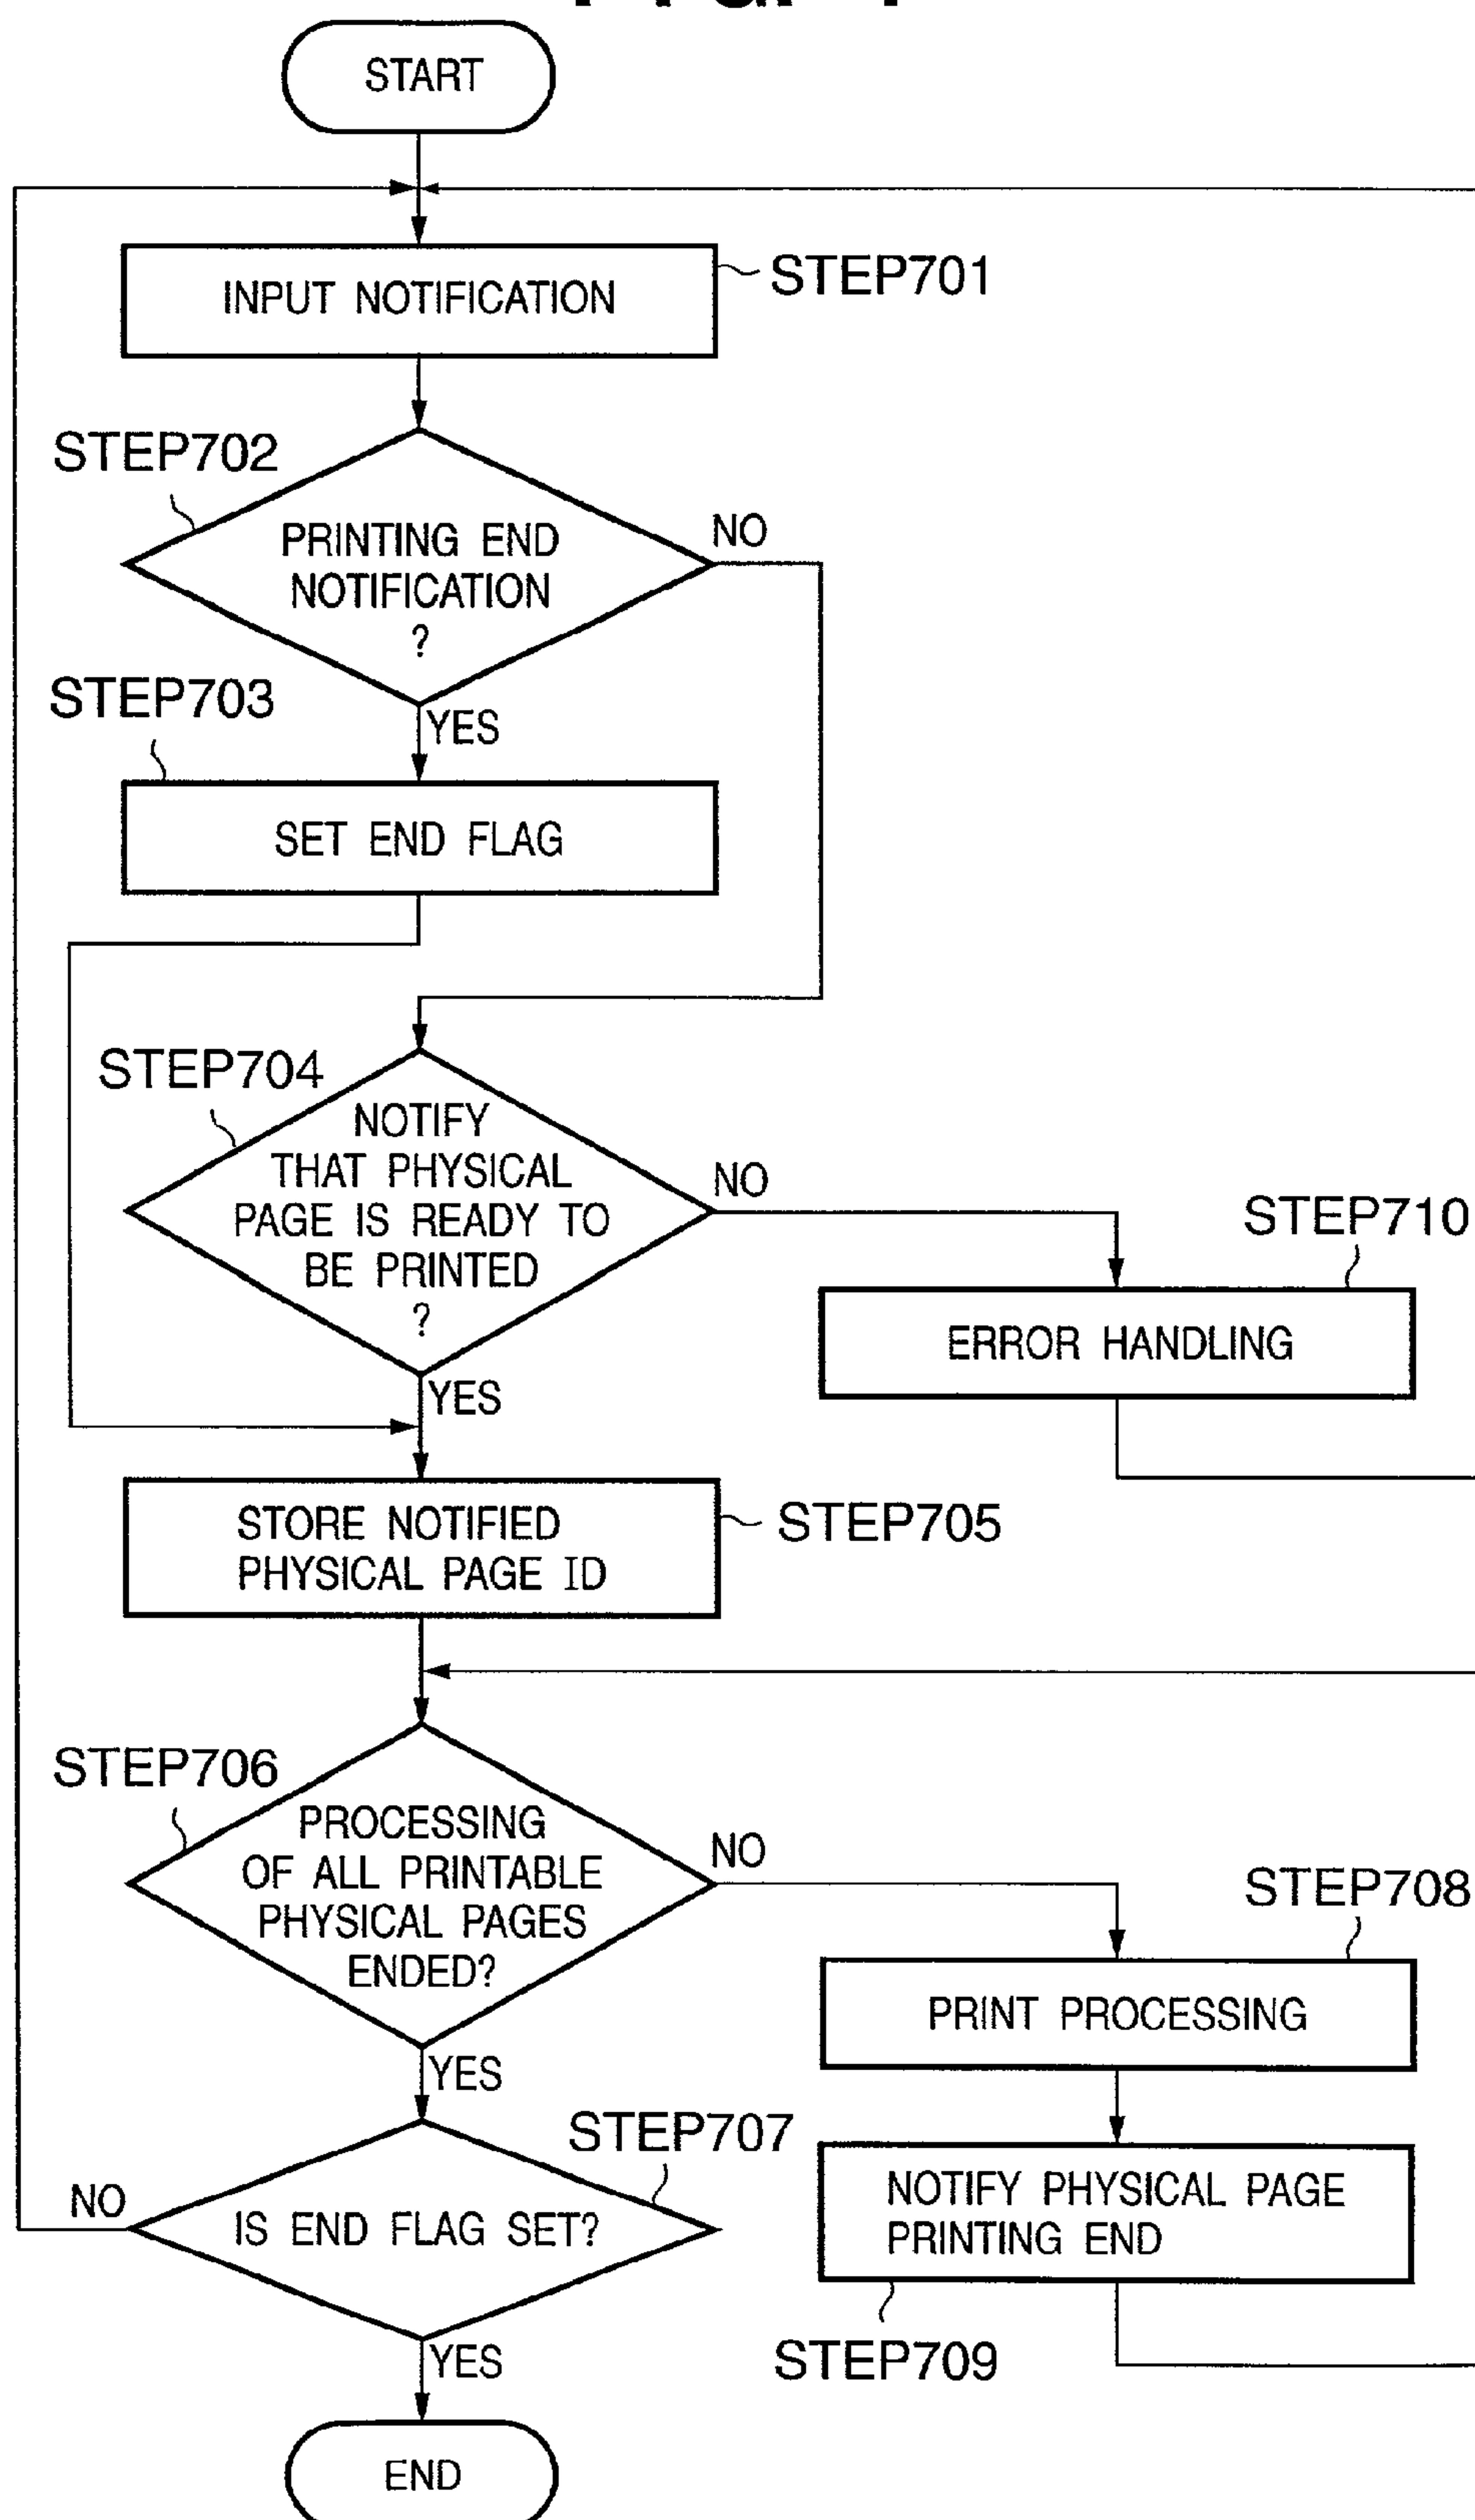 START
INPUT NOTIFICATION
STEP701
STEP702
PRINTING END
NOTIFICATION
?
NO
YES
STEP703
SET END FLAG
STEP704
NOTIFY
THAT PHYSICAL
PAGE IS READY TO
BE PRINTED
?
NO
YES
STEP710
ERROR HANDLING
STORE NOTIFIED
PHYSICAL PAGE ID
STEP705
STEP706
PROCESSING
OF ALL PRINTABLE
PHYSICAL PAGES
ENDED?
NO
YES
STEP708
PRINT PROCESSING
STEP707
IS END FLAG SET?
NO
YES
NOTIFY PHYSICAL PAGE
PRINTING END
STEP709
END